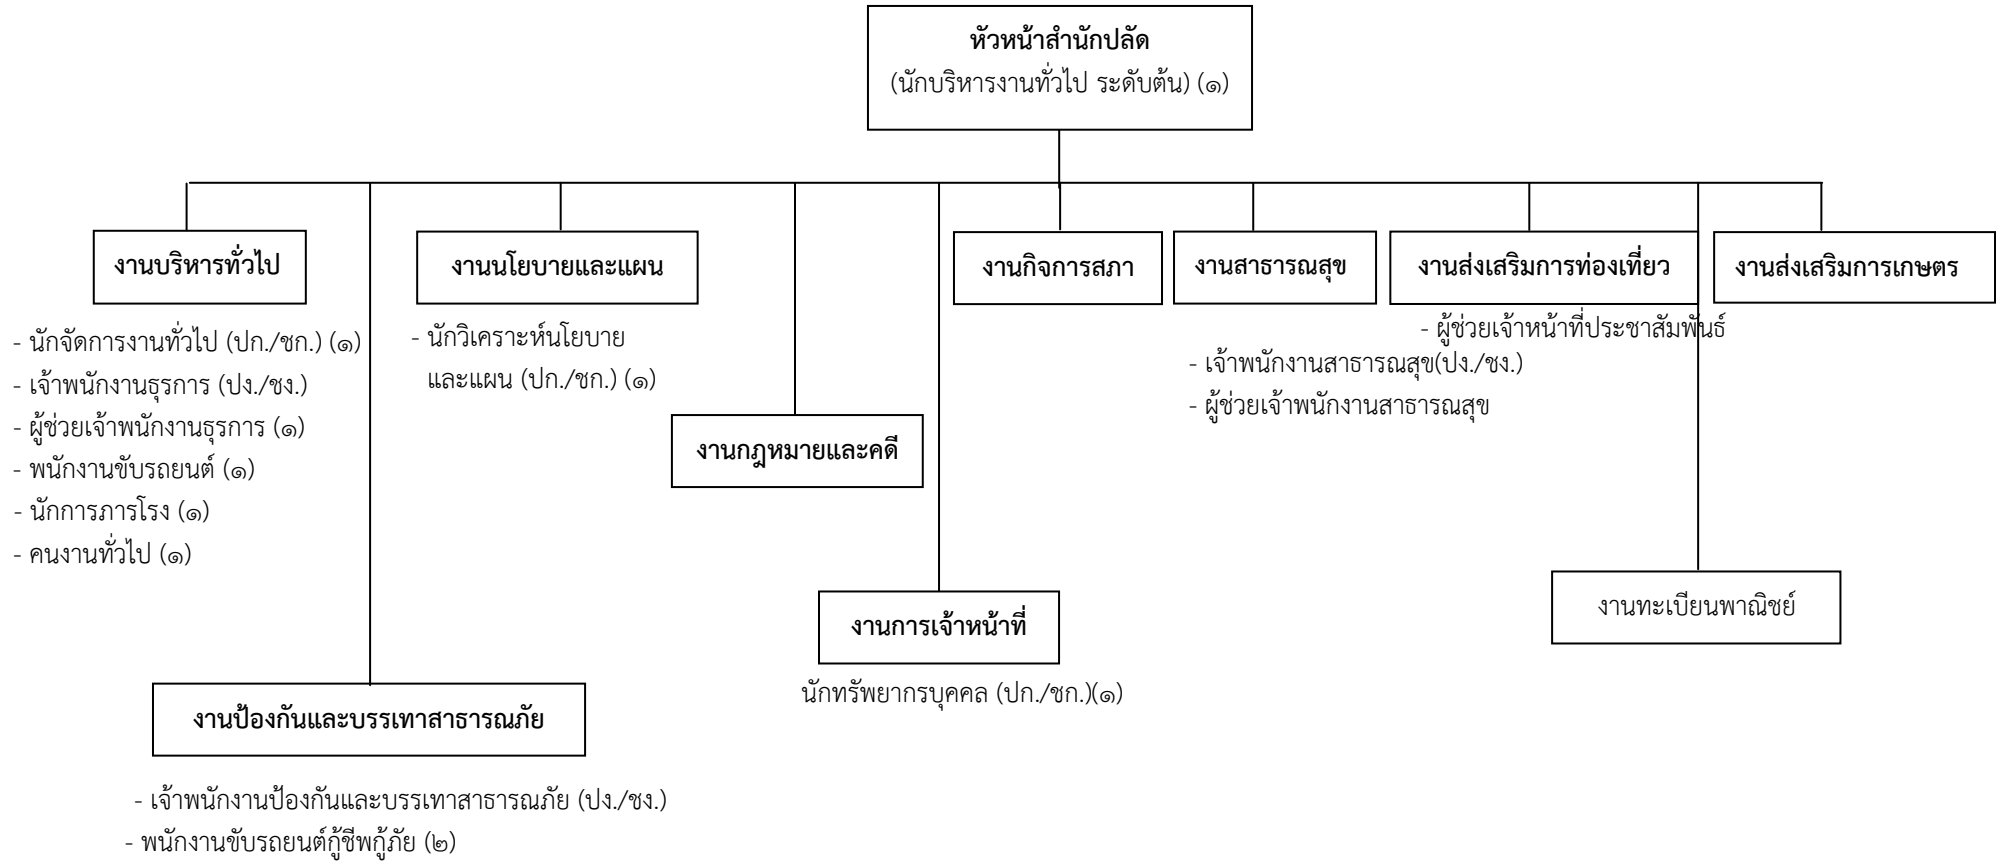 หัวหน้าสำนักปลัด
(นักบริหารงานทั่วไป ระดับต้น) (๑)
งานบริหารทั่วไป
- นักจัดการงานทั่วไป (ปก./ชก.) (๑)
- เจ้าพนักงานธุรการ (ปง./ชง.)
- ผู้ช่วยเจ้าพนักงานธุรการ (๑)
- พนักงานขับรถยนต์ (๑)
- นักการภารโรง (๑)
- คนงานทั่วไป (๑)
งานนโยบายและแผน
- นักวิเคราะห์นโยบาย
และแผน (ปก./ชก.) (๑)
งานกิจการสภา
งานสาธารณสุข
- เจ้าพนักงานสาธารณสุข(ปง./ชง.)
- ผู้ช่วยเจ้าพนักงานสาธารณสุข
งานส่งเสริมการท่องเที่ยว
- ผู้ช่วยเจ้าหน้าที่ประชาสัมพันธ์
งานส่งเสริมการเกษตร
งานกฎหมายและคดี
งานการเจ้าหน้าที่
นักทรัพยากรบุคคล (ปก./ชก.)(๑)
งานทะเบียนพาณิชย์
งานป้องกันและบรรเทาสาธารณภัย
- เจ้าพนักงานป้องกันและบรรเทาสาธารณภัย (ปง./ชง.)
- พนักงานขับรถยนต์กู้ชีพกู้ภัย (๒)